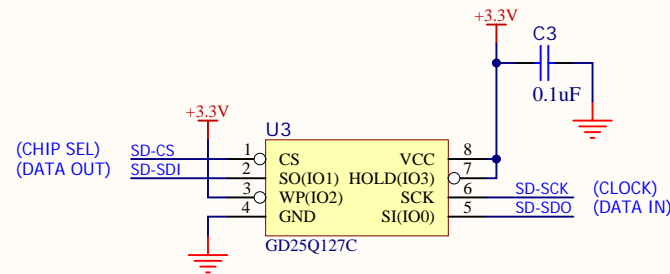 +3.3V
C3
0.1uF
+3.3V
U3
(CHIP SEL) SD-CS 1 CS VCC 8
(DATA OUT) SD-SDI 2 SO(IO1) HOLD(IO3) 7
3 WP(IO2) SCK 6 SD-SCK (CLOCK)
4 GND SI(IO0) 5 SD-SDO (DATA IN)
GD25Q127C